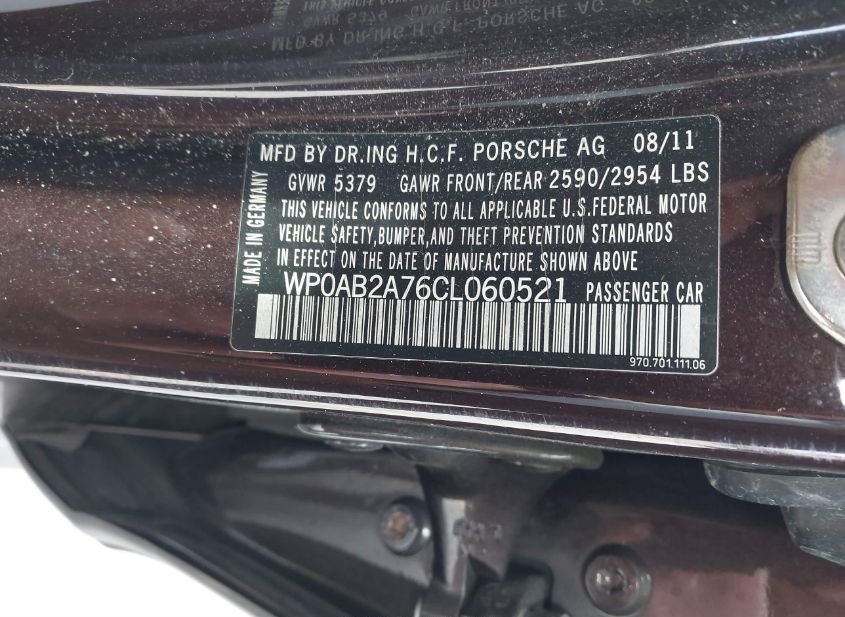 MFD BY DR.ING H.C.F. PORSCHE AG 08/11
GVWR 5379 GAWR FRONT/REAR 2590/2954 LBS
THIS VEHICLE CONFORMS TO ALL APPLICABLE U.S.FEDERAL MOTOR
VEHICLE SAFETY,BUMPER,AND THEFT PREVENTION STANDARDS
IN EFFECT ON THE DATE OF MANUFACTURE SHOWN ABOVE
WP0AB2A76CL060521 PASSENGER CAR
970.701.111.06
MADE IN GERMANY